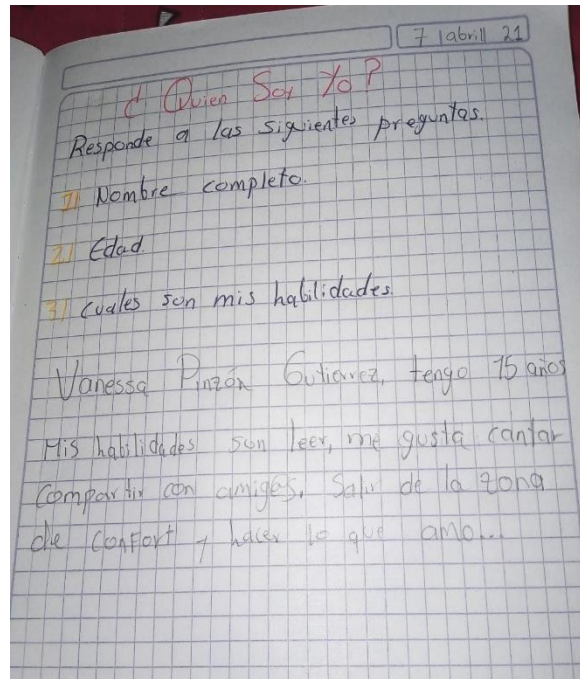 7 /abril/ 21
¿Quien Soy Yo?
Responde a las siguientes preguntas.
1) Nombre completo.
2) Edad.
3) Cuales son mis habilidades.
Vanessa Pinzón Gutierrez, tengo 15 años
Mis habilidades son leer, me gusta cantar
Compartir con amigos. Salir de la zona
de confort y hacer lo que amo...